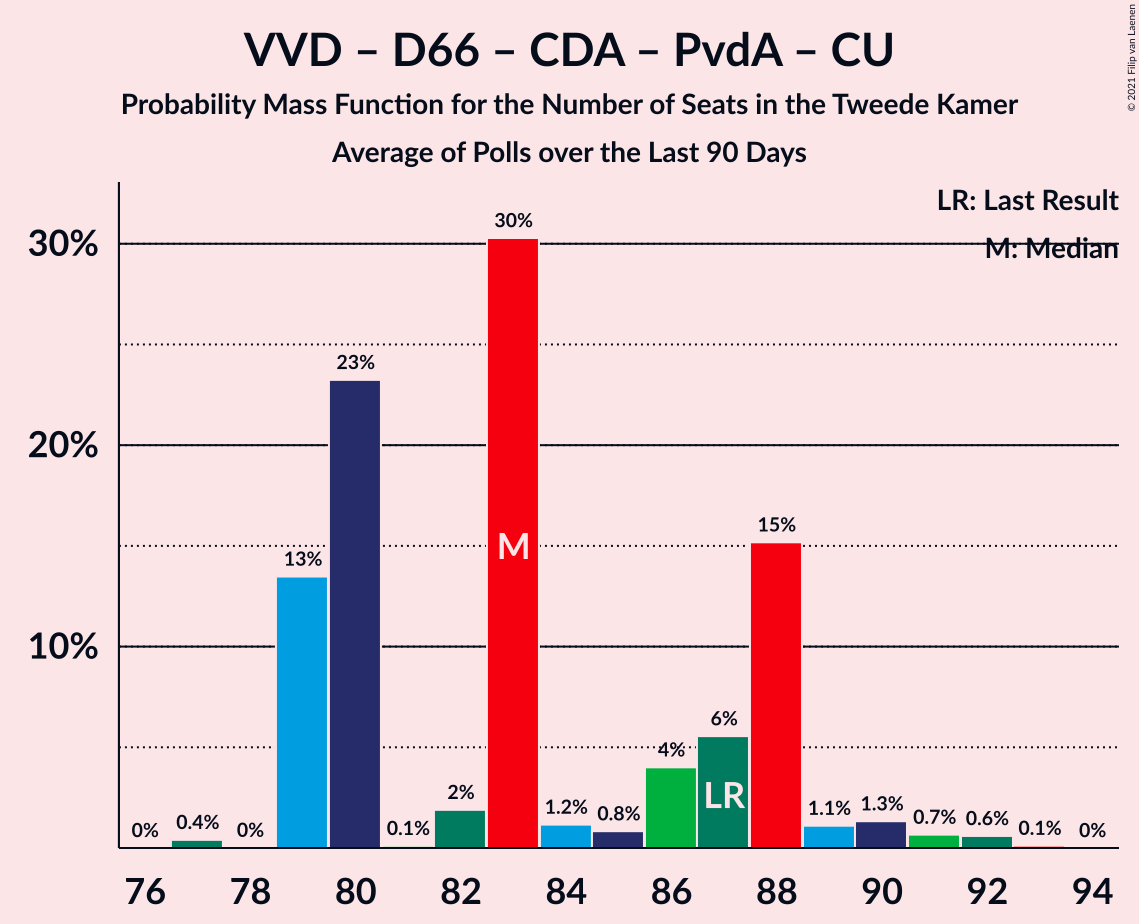 VVD – D66 – CDA – PvdA – CU
Probability Mass Function for the Number of Seats in the Tweede Kamer
Average of Polls over the Last 90 Days
© 2021 Filip van Laenen
LR: Last Result
M: Median
30%
20%
10%
0%
0.4%
0%
13%
23%
0.1%
2%
30%
M
1.2%
0.8%
4%
6%
LR
15%
1.1%
1.3%
0.7%
0.6%
0.1%
0%
76 78 80 82 84 86 88 90 92 94